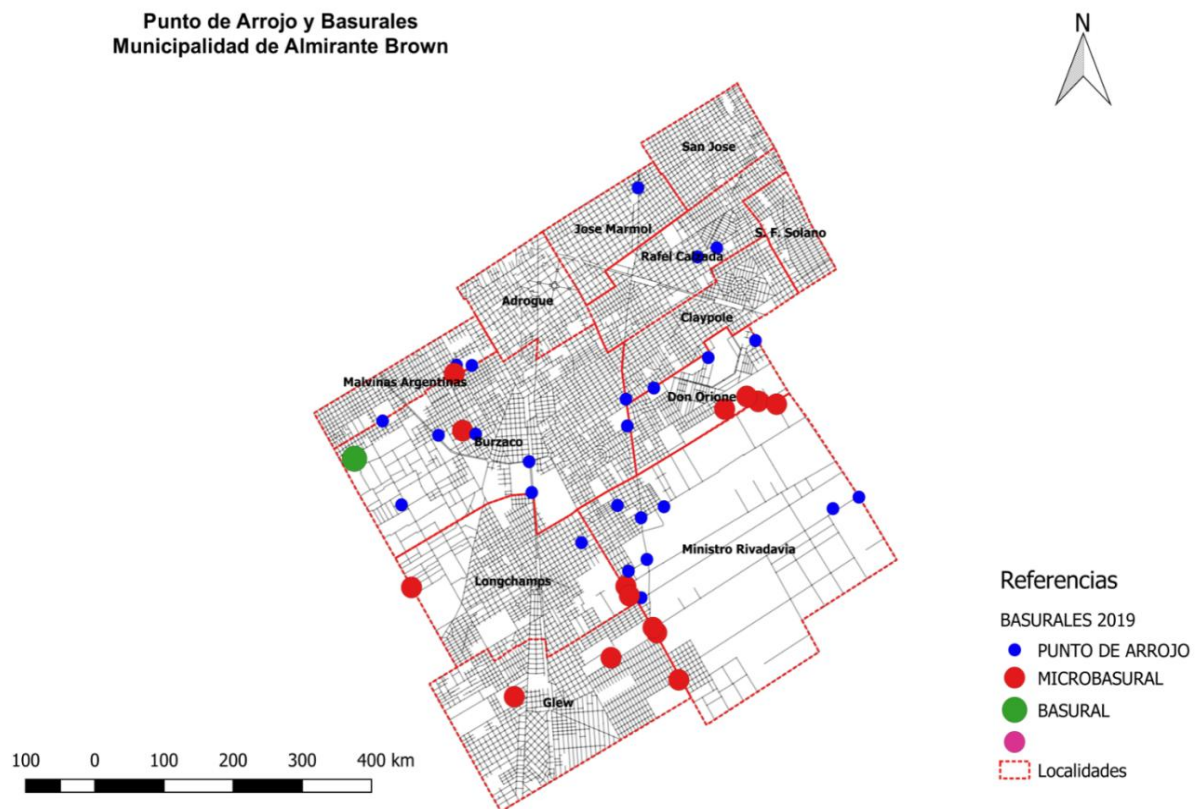 Punto de Arrojo y Basurales
Municipalidad de Almirante Brown
N
San Jose
Jose Marmol
S. F. Solano
Rafel Calzada
Adrogue
Claypole
Malvinas Argentinas
Don Orione
Burzaco
Ministro Rivadavia
Longchamps
Glew
Referencias
BASURALES 2019
PUNTO DE ARROJO
MICROBASURAL
BASURAL
Localidades
100 0 100 200 300 400 km